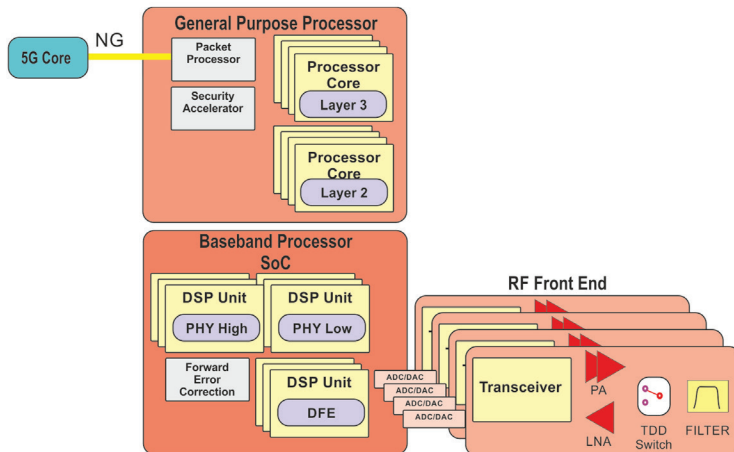 General Purpose Processor
5G Core
NG
Packet
Processor
Security
Accelerator
Processor
Core
Layer 3
Processor
Core
Layer 2
Baseband Processor
SoC
DSP Unit
PHY High
DSP Unit
PHY Low
Forward
Error
Correction
DSP Unit
DFE
RF Front End
ADC/DAC
ADC/DAC
ADC/DAC
ADC/DAC
Transceiver
PA
LNA
TDD
Switch
FILTER